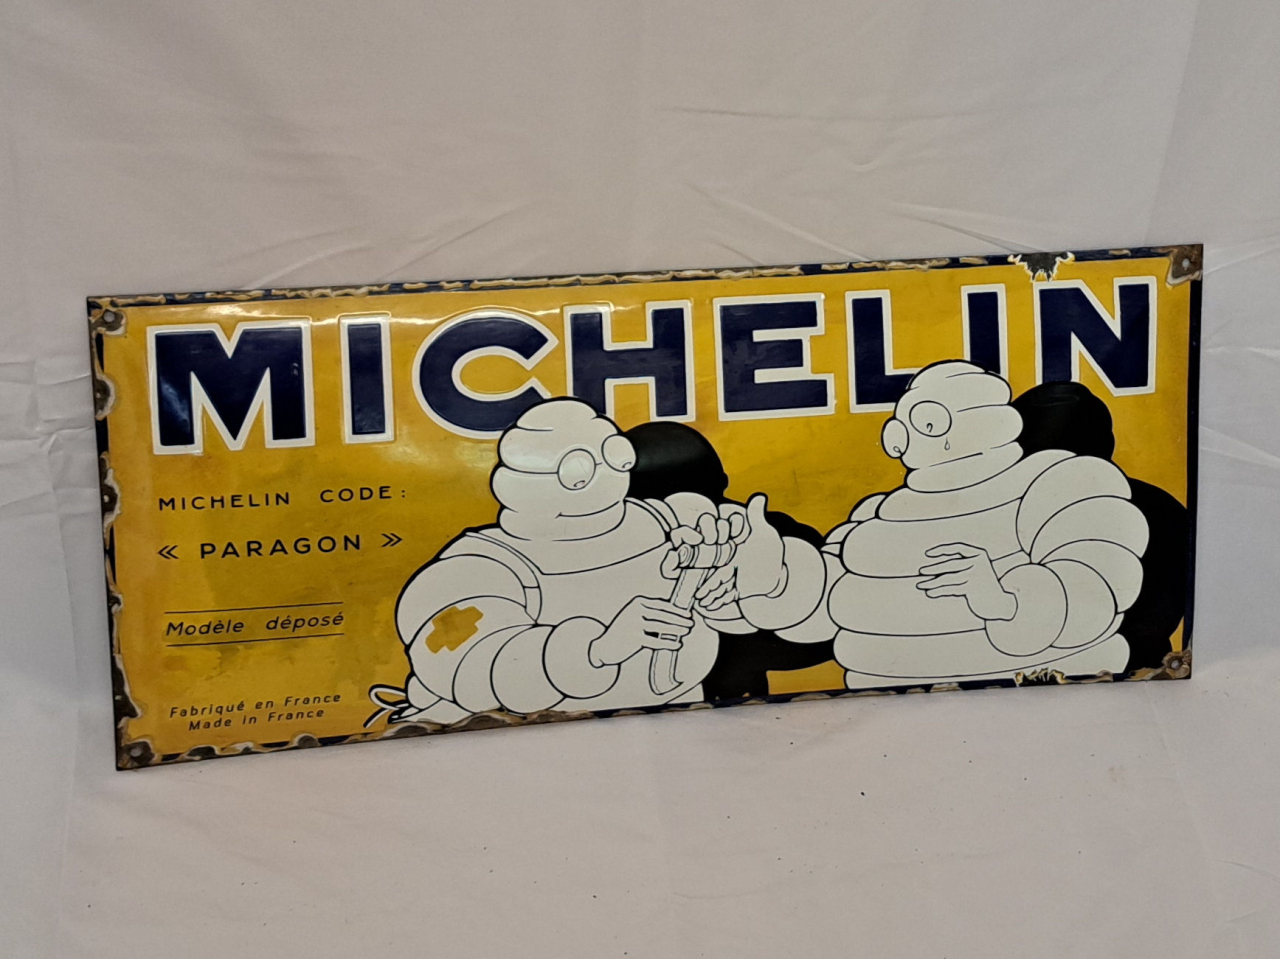 MICHELIN
MICHELIN CODE:
« PARAGON »
Modèle déposé
Fabriqué en France
Made in France